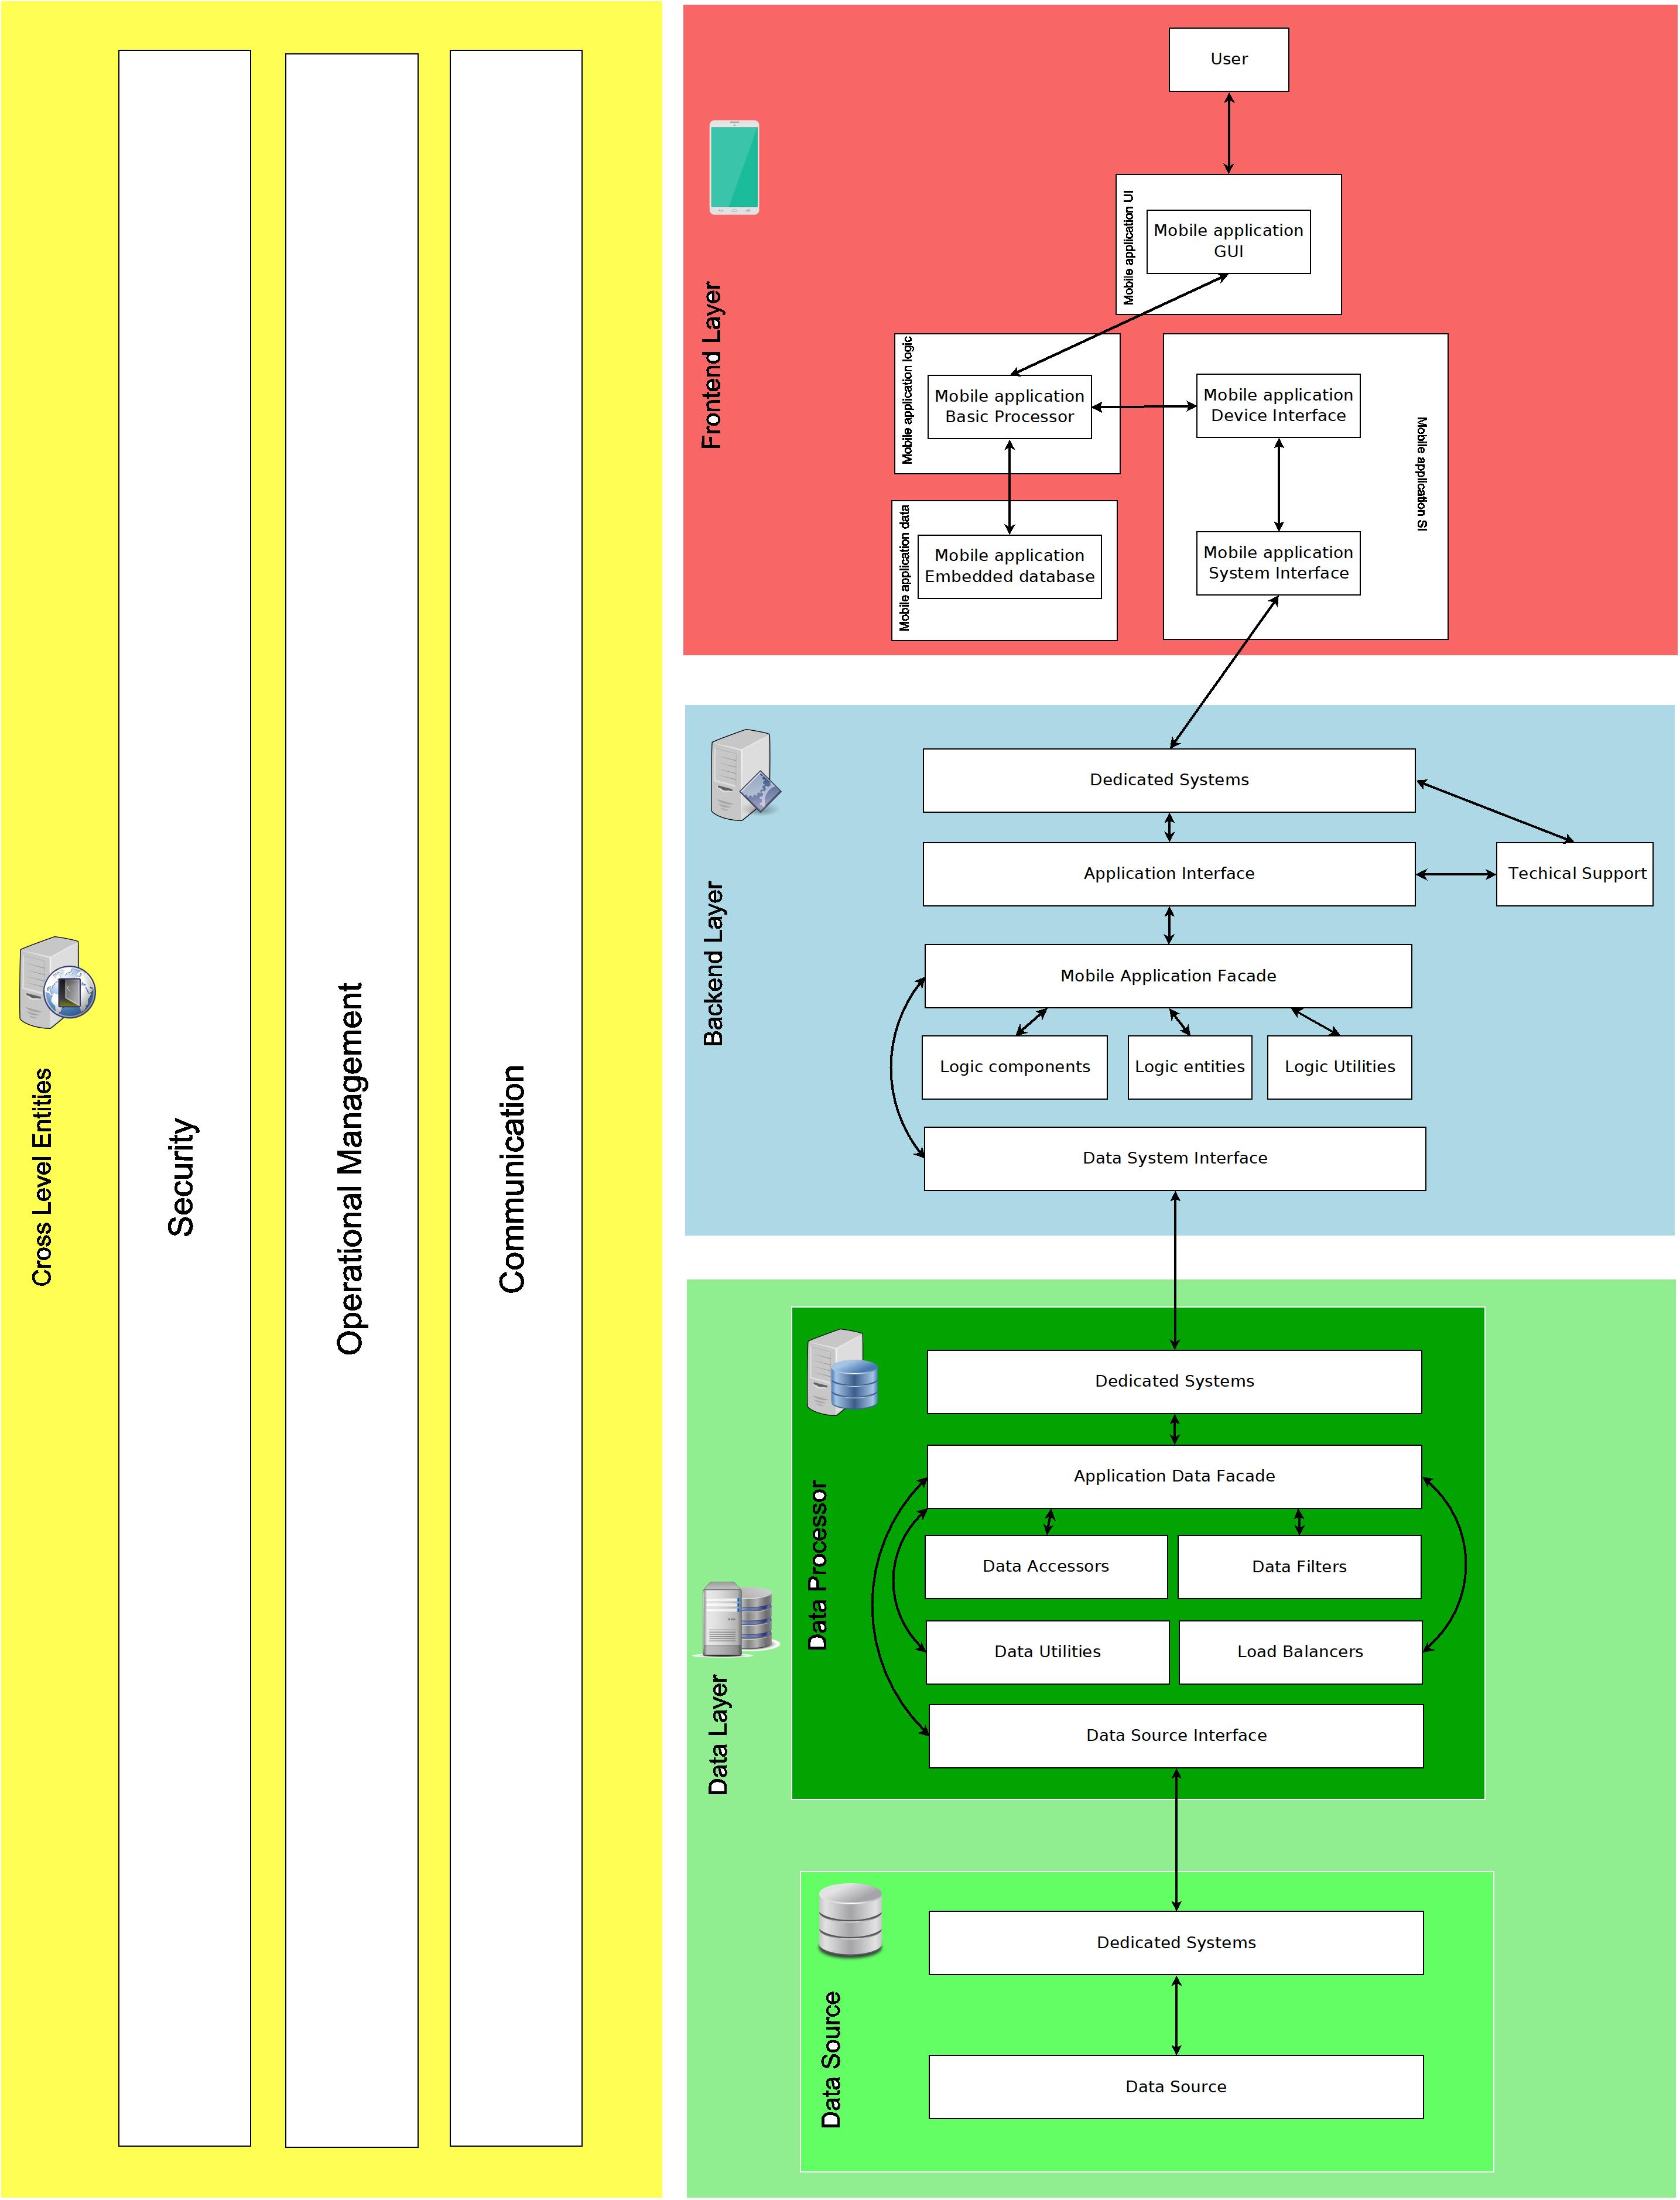 Cross Level Entities
Security
Operational Management
Communication
Frontend Layer
User
Mobile application UI
Mobile application
GUI
Mobile application logic
Mobile application
Basic Processor
Mobile application
Device Interface
Mobile application SI
Mobile application data
Mobile application
Embedded database
Mobile application
System Interface
Backend Layer
Dedicated Systems
Application Interface
Techical Support
Mobile Application Facade
Logic components
Logic entities
Logic Utilities
Data System Interface
Data Layer
Data Processor
Dedicated Systems
Application Data Facade
Data Accessors
Data Filters
Data Utilities
Load Balancers
Data Source Interface
Data Source
Dedicated Systems
Data Source